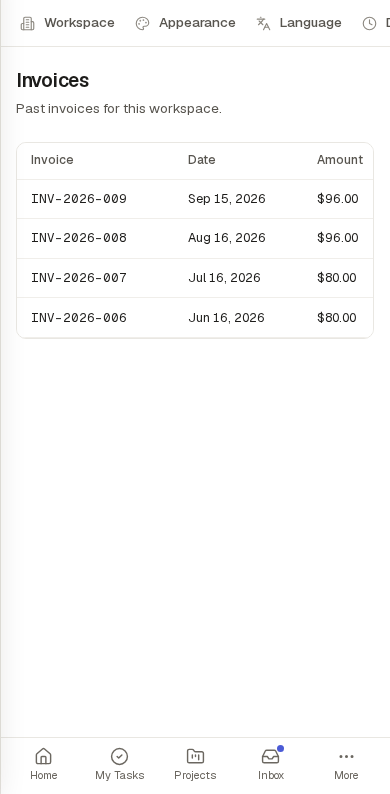 Workspace Appearance Language
Invoices
Past invoices for this workspace.
Invoice Date Amount
INV-2026-009 Sep 15, 2026 $96.00
INV-2026-008 Aug 16, 2026 $96.00
INV-2026-007 Jul 16, 2026 $80.00
INV-2026-006 Jun 16, 2026 $80.00
Home My Tasks Projects Inbox More